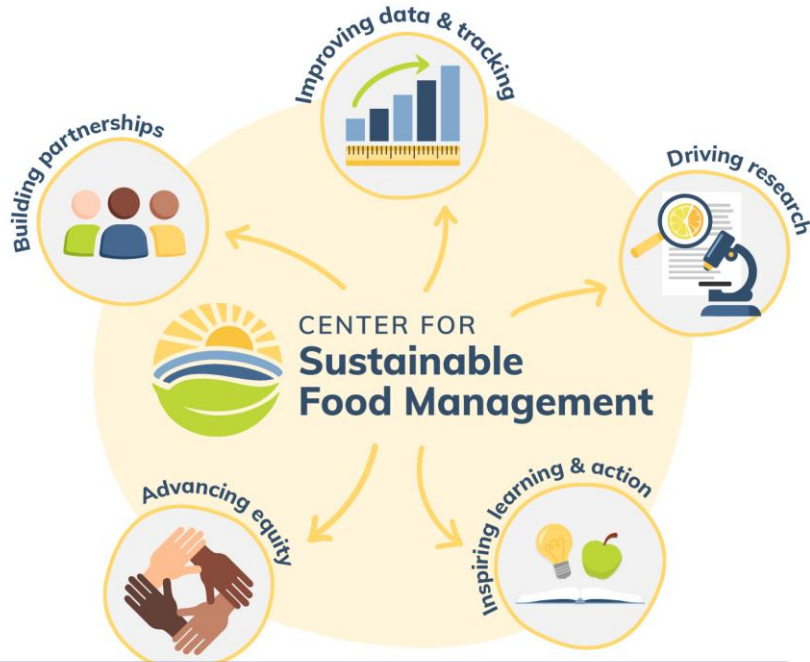 Improving data & tracking
Building partnerships
Driving research
CENTER FOR
Sustainable
Food Management
Advancing equity
Inspiring learning & action